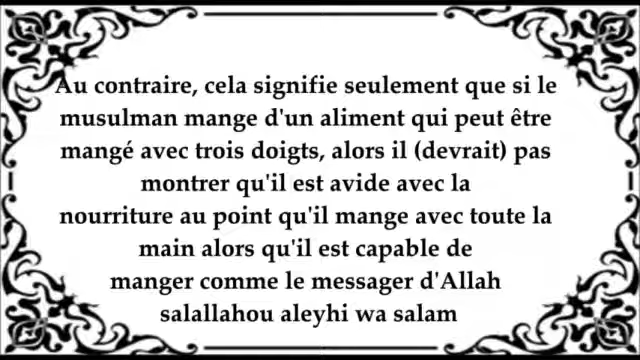 Au contraire, cela signifie seulement que si le
musulman mange d'un aliment qui peut être
mangé avec trois doigts, alors il (devrait) pas
montrer qu'il est avide avec la
nourriture au point qu'il mange avec toute la
main alors qu'il est capable de
manger comme le messager d'Allah
salallahou aleyhi wa salam